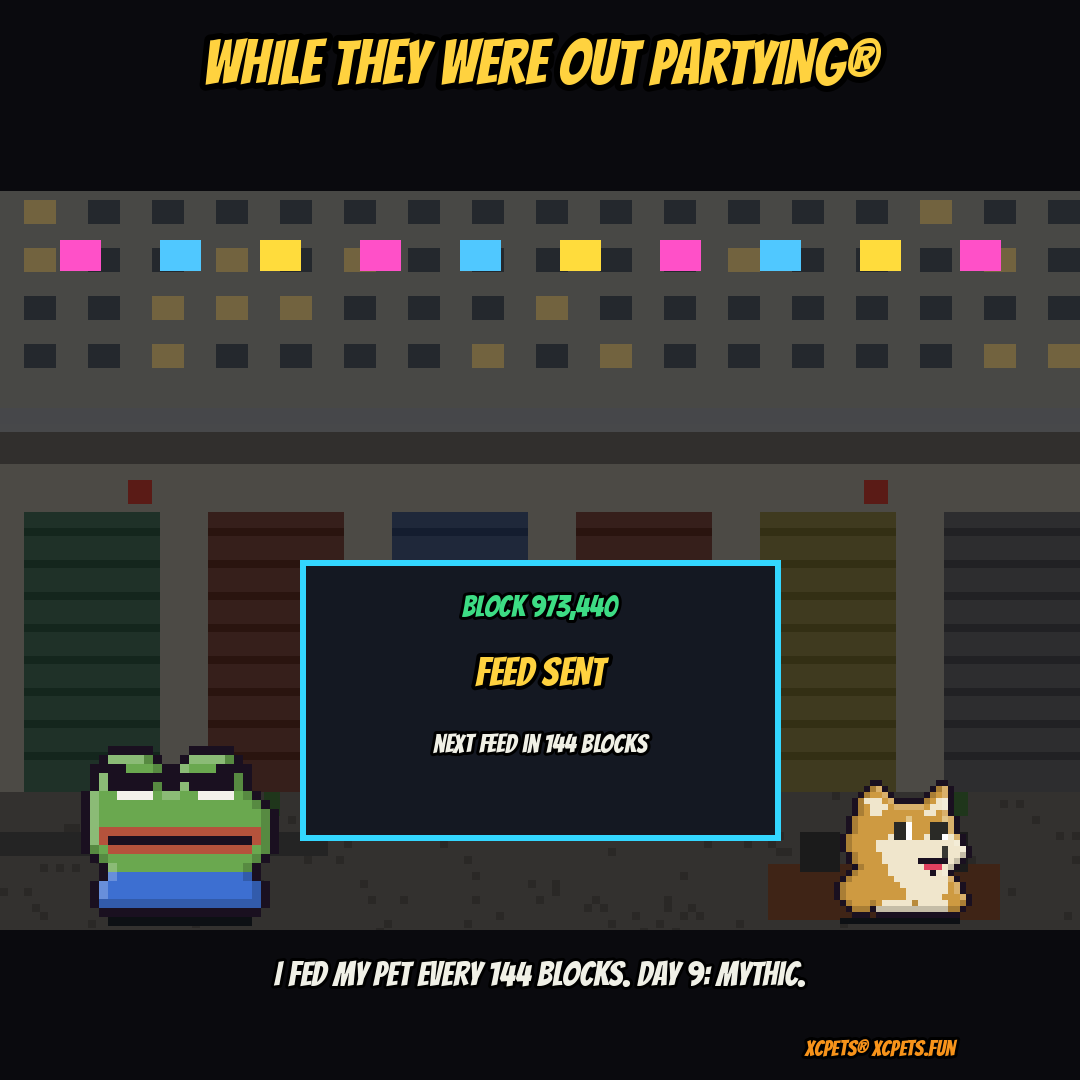 WHILE THEY WERE OUT PARTYING®
BLOCK 973,440
FEED SENT
NEXT FEED IN 144 BLOCKS
I FED MY PET EVERY 144 BLOCKS. DAY 9: MYTHIC.
XCPETS® XCPETS.FUN